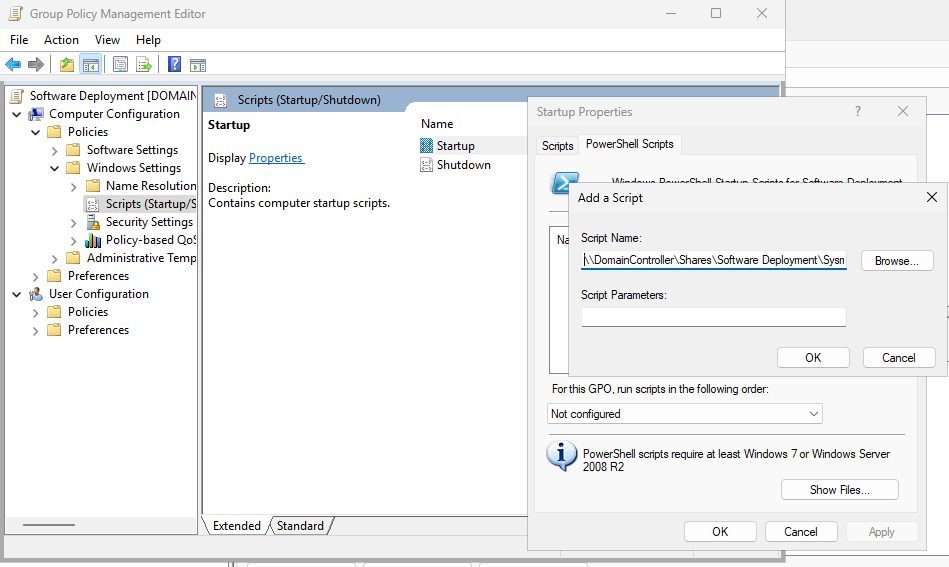 Group Policy Management Editor
File Action View Help
Software Deployment [DOMAIN
Computer Configuration
Policies
Software Settings
Windows Settings
Name Resolution
Scripts (Startup/S
Security Settings
Policy-based QoS
Administrative Temp
Preferences
User Configuration
Policies
Preferences
Scripts (Startup/Shutdown)
Startup
Display Properties
Description:
Contains computer startup scripts.
Name
Startup
Shutdown
Extended Standard
Startup Properties
Scripts PowerShell Scripts
Windows PowerShell Startup Scripts for Software Deployment
Na
Add a Script
Script Name:
\\DomainController\Shares\Software Deployment\Sysm
Browse...
Script Parameters:
OK Cancel
For this GPO, run scripts in the following order:
Not configured
PowerShell scripts require at least Windows 7 or Windows Server
2008 R2
Show Files...
OK Cancel Apply